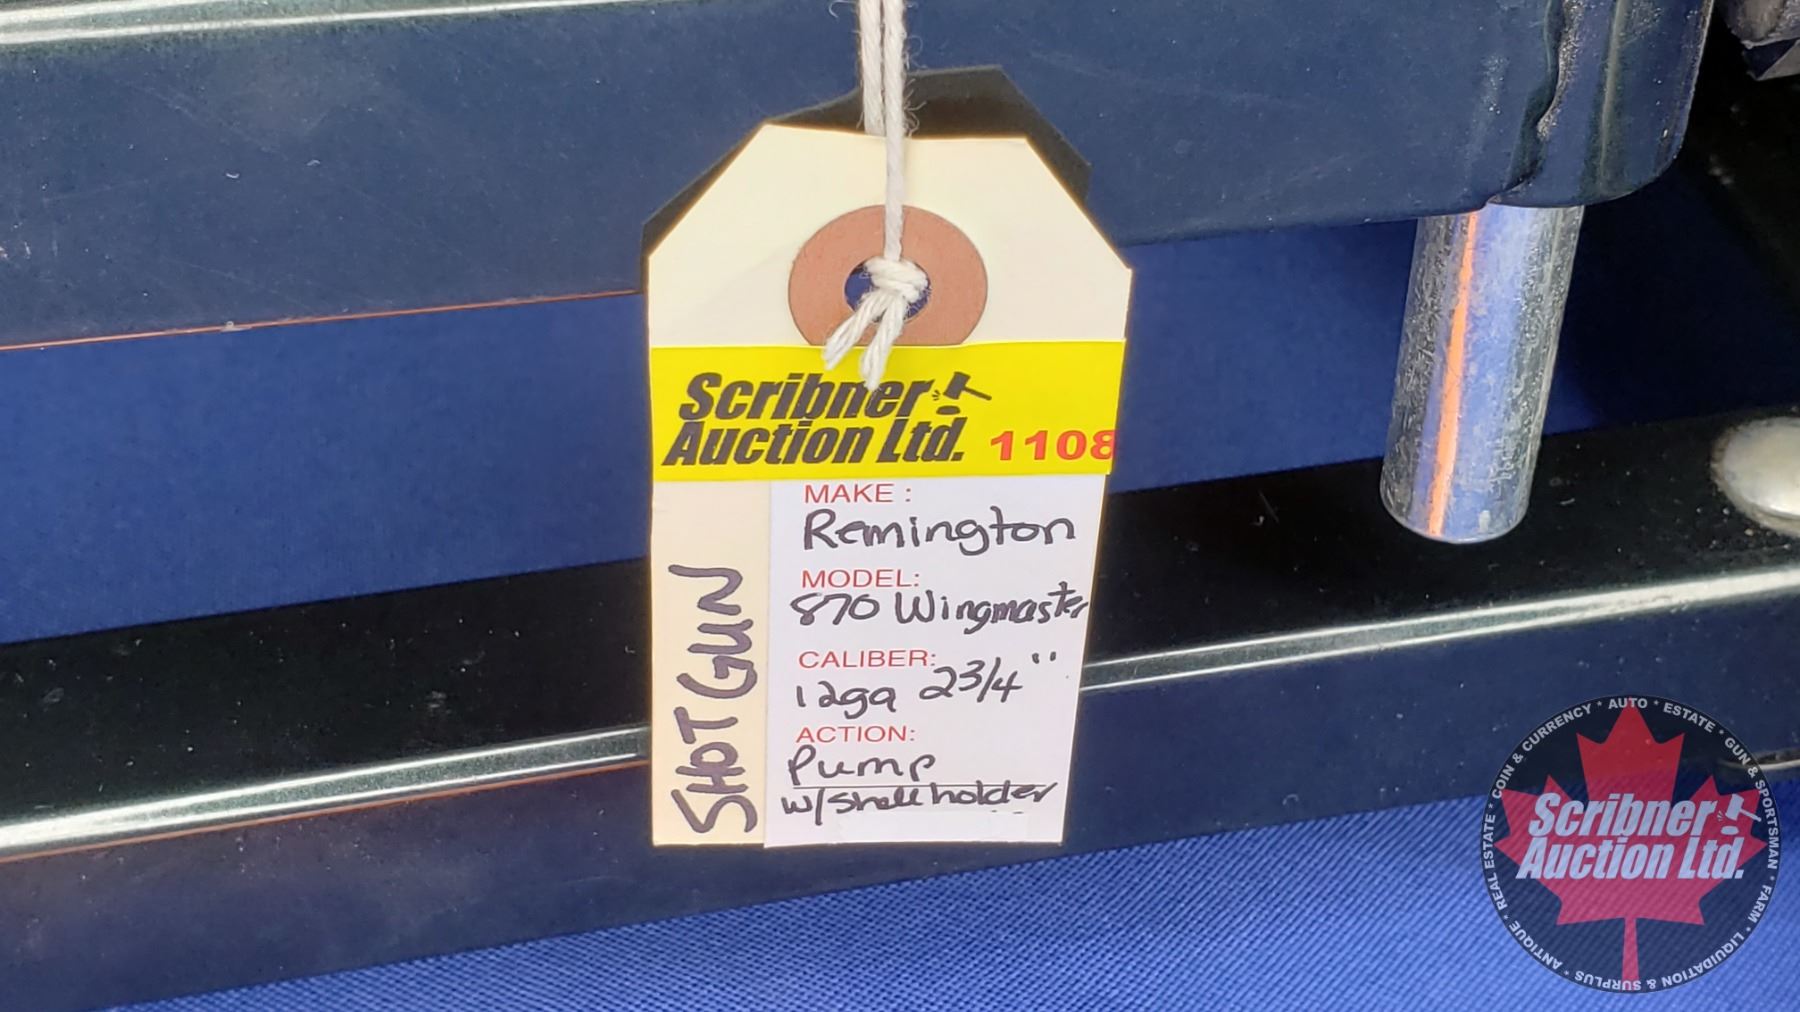 Scribner
Auction Ltd. 1108
MAKE :
Remington
MODEL:
870 Wingmaster
CALIBER:
12ga 2 3/4"
ACTION:
Pump
w/shell holder
SHOTGUN
* COIN & CURRENCY * AUTO * ESTATE * GUN & SPORTSMAN * FARM * LIQUIDATION & SURPLUS * ANTIQUE * REAL ESTATE
Scribner
Auction Ltd.